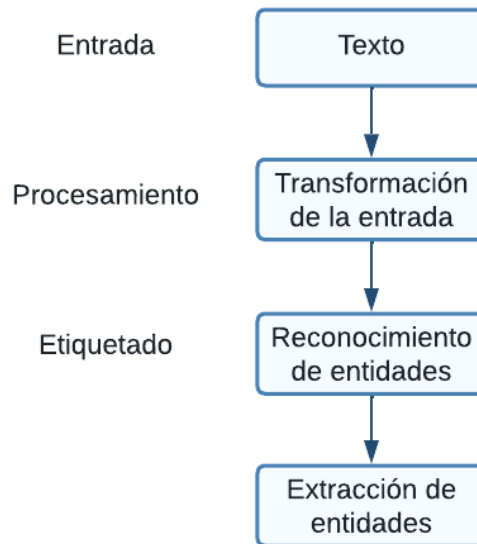 Entrada
Texto
Procesamiento
Transformación
de la entrada
Etiquetado
Reconocimiento
de entidades
Extracción de
entidades